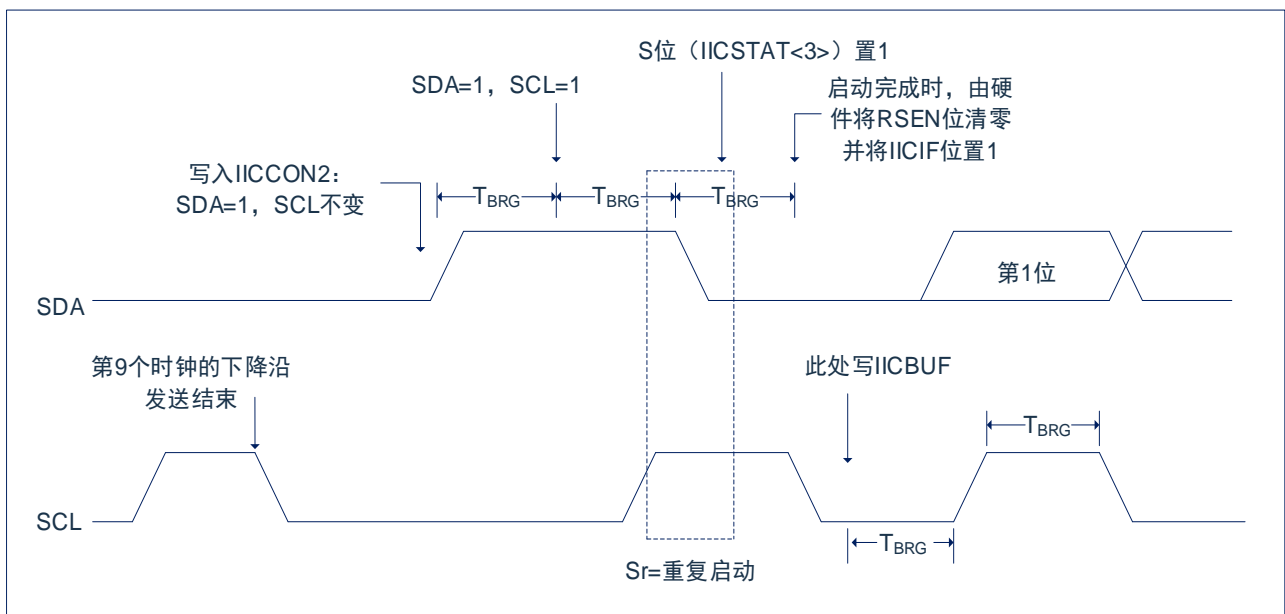 S位（IICSTAT<3>）置1
SDA=1，SCL=1
启动完成时，由硬
件将RSEN位清零
并将IICIF位置1
写入IICCON2：
SDA=1，SCL不变
TBRG
TBRG
TBRG
第1位
SDA
第9个时钟的下降沿
发送结束
此处写IICBUF
TBRG
SCL
TBRG
Sr=重复启动